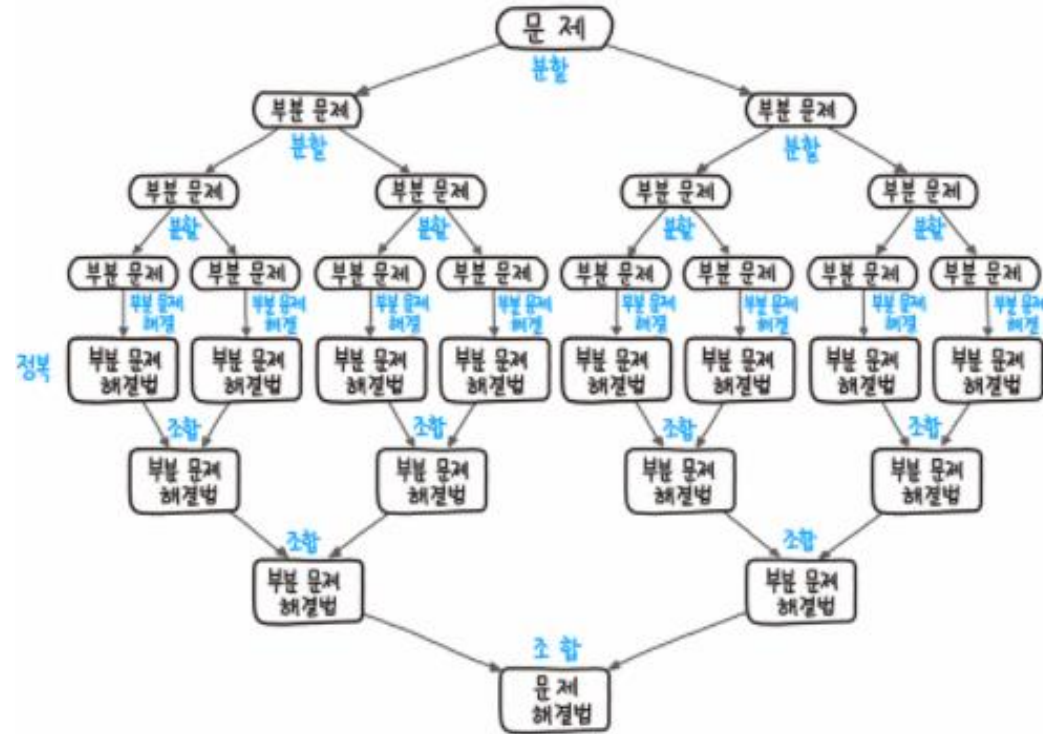 문 제
분할
부분 문제
부분 문제
분할
분할
부분 문제
부분 문제
부분 문제
부분 문제
분할
분할
분할
분할
부분 문제
부분 문제
부분 문제
부분 문제
부분 문제
부분 문제
부분 문제
부분 문제
부분 문제
해결
부분 문제
해결
부분 문제
해결
부분 문제
해결
부분 문제
해결
부분 문제
해결
부분 문제
해결
부분 문제
해결
정복
부분 문제
해결법
부분 문제
해결법
부분 문제
해결법
부분 문제
해결법
부분 문제
해결법
부분 문제
해결법
부분 문제
해결법
부분 문제
해결법
조합
조합
조합
조합
부분 문제
해결법
부분 문제
해결법
부분 문제
해결법
부분 문제
해결법
조합
조합
부분 문제
해결법
부분 문제
해결법
조 합
문 제
해결법